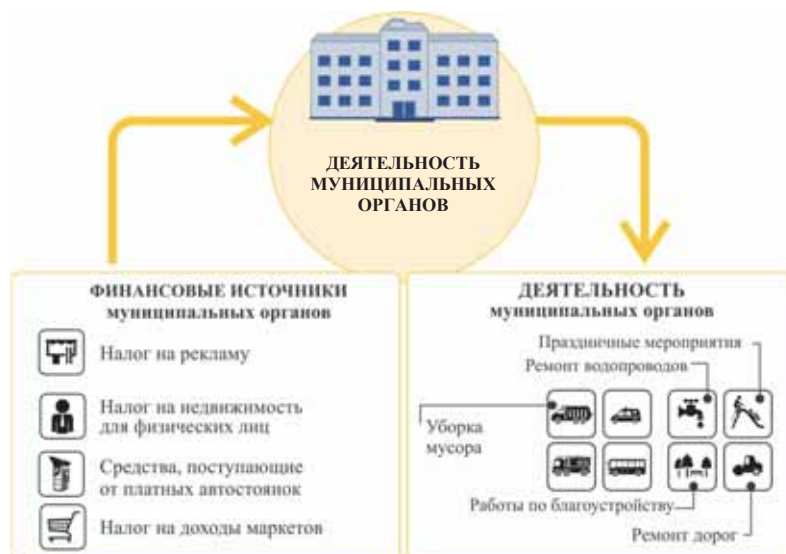 ДЕЯТЕЛЬНОСТЬ
МУНИЦИПАЛЬНЫХ
ОРГАНОВ
ФИНАНСОВЫЕ ИСТОЧНИКИ
муниципальных органов
Налог на рекламу
Налог на недвижимость
для физических лиц
Средства, поступающие
от платных автостоянок
Налог на доходы маркетов
ДЕЯТЕЛЬНОСТЬ
муниципальных органов
Праздничные мероприятия
Ремонт водопроводов
Уборка
мусора
Работы по благоустройству
Ремонт дорог